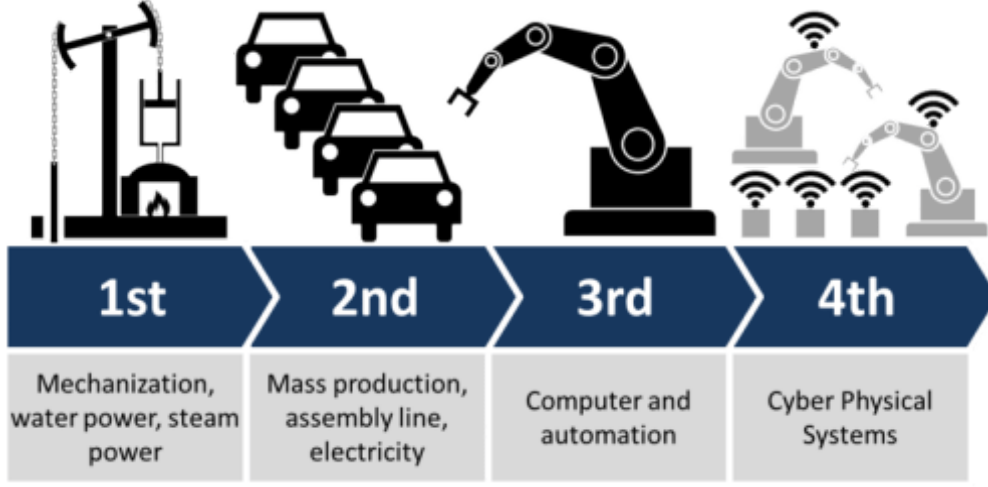 1st
2nd
3rd
4th
Mechanization,
water power, steam
power
Mass production,
assembly line,
electricity
Computer and
automation
Cyber Physical
Systems